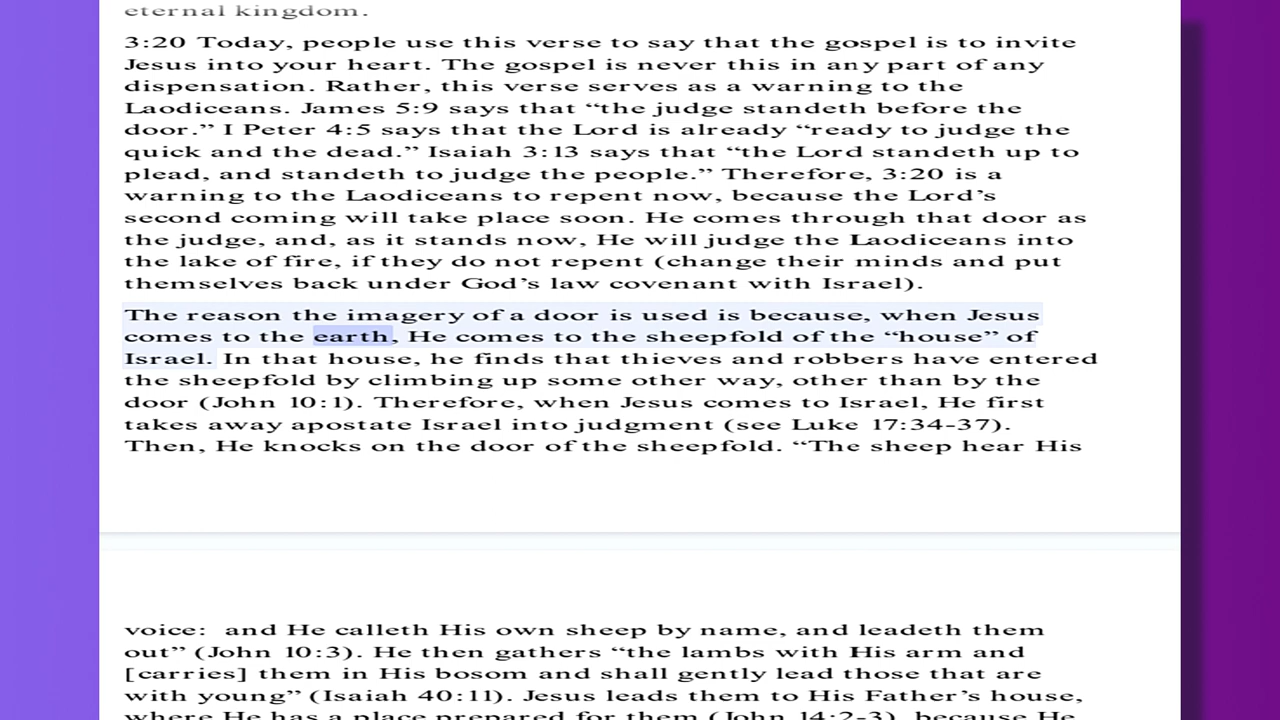 eternal kingdom.
3:20 Today, people use this verse to say that the gospel is to invite
Jesus into your heart. The gospel is never this in any part of any
dispensation. Rather, this verse serves as a warning to the
Laodiceans. James 5:9 says that “the judge standeth before the
door.” I Peter 4:5 says that the Lord is already “ready to judge the
quick and the dead.” Isaiah 3:13 says that “the Lord standeth up to
plead, and standeth to judge the people.” Therefore, 3:20 is a
warning to the Laodiceans to repent now, because the Lord’s
second coming will take place soon. He comes through that door as
the judge, and, as it stands now, He will judge the Laodiceans into
the lake of fire, if they do not repent (change their minds and put
themselves back under God’s law covenant with Israel).
The reason the imagery of a door is used is because, when Jesus
comes to the earth, He comes to the sheepfold of the “house” of
Israel. In that house, he finds that thieves and robbers have entered
the sheepfold by climbing up some other way, other than by the
door (John 10:1). Therefore, when Jesus comes to Israel, He first
takes away apostate Israel into judgment (see Luke 17:34-37).
Then, He knocks on the door of the sheepfold. “The sheep hear His
voice: and He calleth His own sheep by name, and leadeth them
out” (John 10:3). He then gathers “the lambs with His arm and
[carries] them in His bosom and shall gently lead those that are
with young” (Isaiah 40:11). Jesus leads them to His Father’s house,
where He has a place prepared for them (John 14:2-3), because He